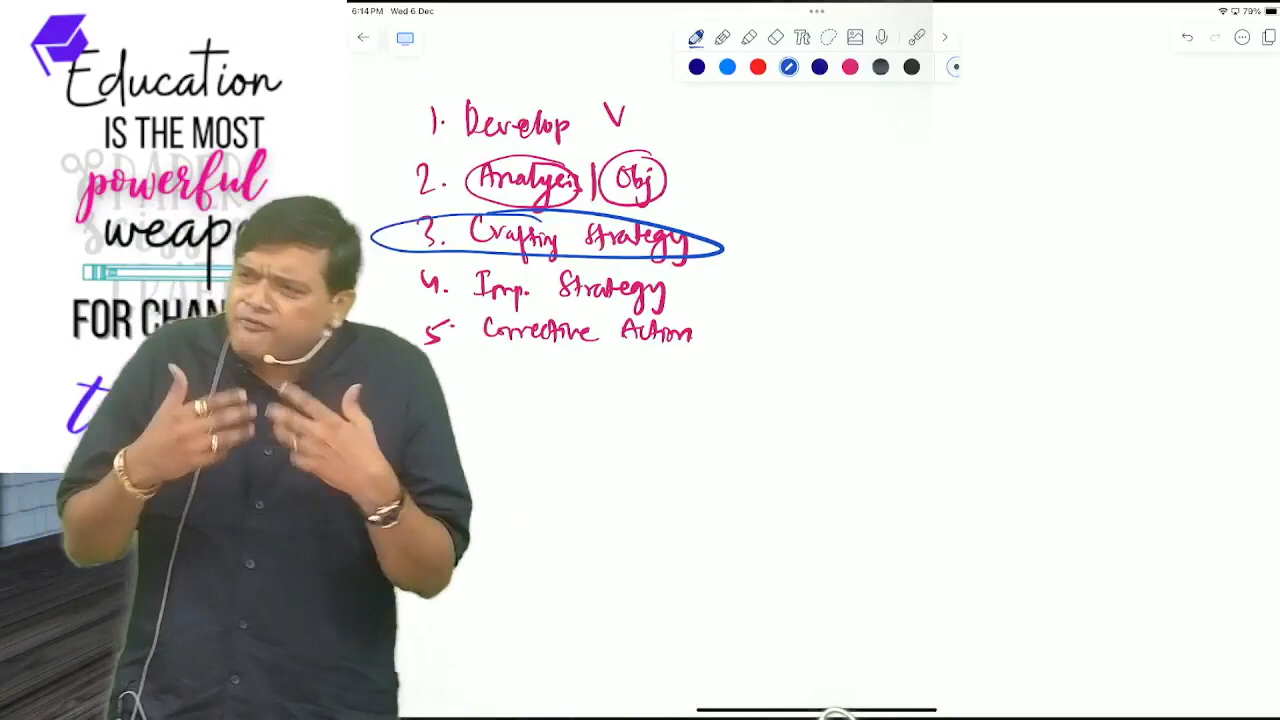 6:14 PM Wed 6 Dec
79%
Tt
Education
IS THE MOST
powerful
weap
FOR CHAN
t
1. Develop V
2. Analysis | Obj
3. Crafting Strategy
4. Imp. Strategy
5. Corrective Action